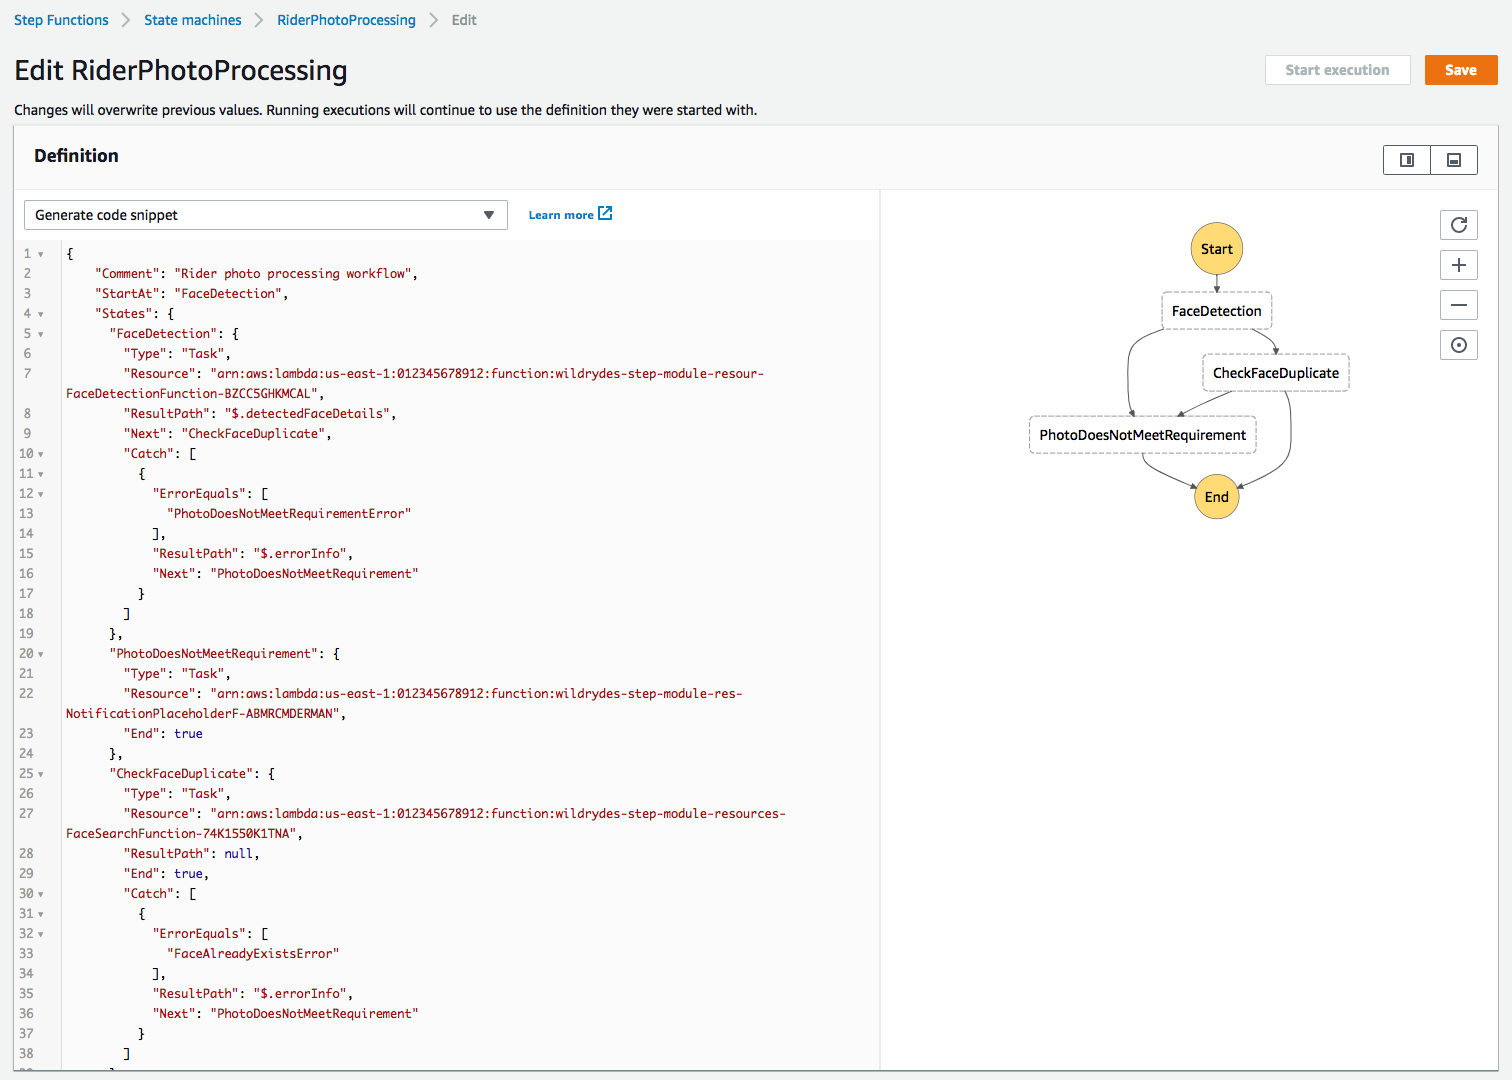 Step Functions > State machines > RiderPhotoProcessing > Edit
Edit RiderPhotoProcessing
Start execution
Save
Changes will overwrite previous values. Running executions will continue to use the definition they were started with.
Definition
Generate code snippet
Learn more
1 {
2 "Comment": "Rider photo processing workflow",
3 "StartAt": "FaceDetection",
4 "States": {
5 "FaceDetection": {
6 "Type": "Task",
7 "Resource": "arn:aws:lambda:us-east-1:012345678912:function:wildrydes-step-module-resour-
FaceDetectionFunction-BZCC5GHKMCAL",
8 "ResultPath": "$.detectedFaceDetails",
9 "Next": "CheckFaceDuplicate",
10 "Catch": [
11 {
12 "ErrorEquals": [
13 "PhotoDoesNotMeetRequirementError"
14 ],
15 "ResultPath": "$.errorInfo",
16 "Next": "PhotoDoesNotMeetRequirement"
17 }
18 ]
19 },
20 "PhotoDoesNotMeetRequirement": {
21 "Type": "Task",
22 "Resource": "arn:aws:lambda:us-east-1:012345678912:function:wildrydes-step-module-res-
NotificationPlaceholderF-ABMRCMDERMAN",
23 "End": true
24 },
25 "CheckFaceDuplicate": {
26 "Type": "Task",
27 "Resource": "arn:aws:lambda:us-east-1:012345678912:function:wildrydes-step-module-resources-
FaceSearchFunction-74K1550K1TNA",
28 "ResultPath": null,
29 "End": true,
30 "Catch": [
31 {
32 "ErrorEquals": [
33 "FaceAlreadyExistsError"
34 ],
35 "ResultPath": "$.errorInfo",
36 "Next": "PhotoDoesNotMeetRequirement"
37 }
38 ]
Start
FaceDetection
CheckFaceDuplicate
PhotoDoesNotMeetRequirement
End